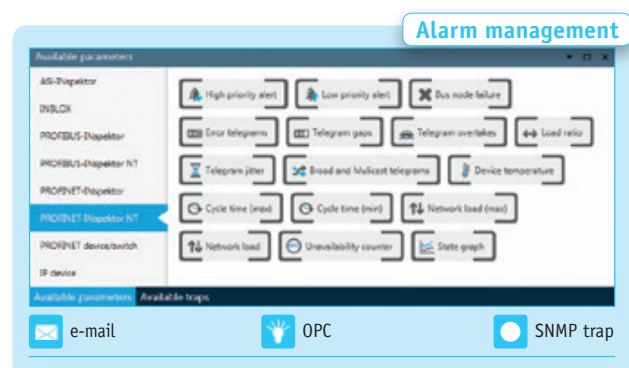 Alarm management
Available parameters
ASi-INspektor
INBLOX
PROFIBUS-INspektor
PROFIBUS-INspektor NT
PROFINET-INspektor
PROFINET-INspektor NT
PROFINET device/switch
IP device
High priority alert
Low priority alert
Bus node failure
Error telegrams
Telegram gaps
Telegram overtakes
Load ratio
Telegram jitter
Broad and Multicast telegrams
Device temperature
Cycle time (max)
Cycle time (min)
Network load (max)
Network load
Unavailability counter
State graph
Available parameters
Available traps
e-mail
OPC
SNMP trap